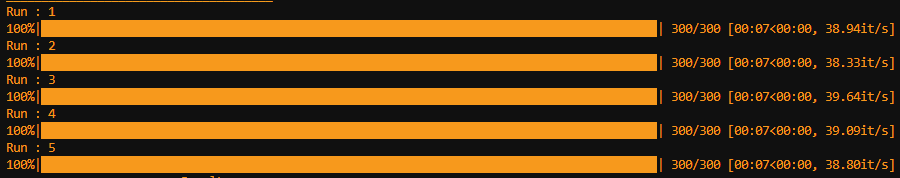 Run : 1
100%|██████████| 300/300 [00:07<00:00, 38.94it/s]
Run : 2
100%|██████████| 300/300 [00:07<00:00, 38.33it/s]
Run : 3
100%|██████████| 300/300 [00:07<00:00, 39.64it/s]
Run : 4
100%|██████████| 300/300 [00:07<00:00, 39.09it/s]
Run : 5
100%|██████████| 300/300 [00:07<00:00, 38.80it/s]